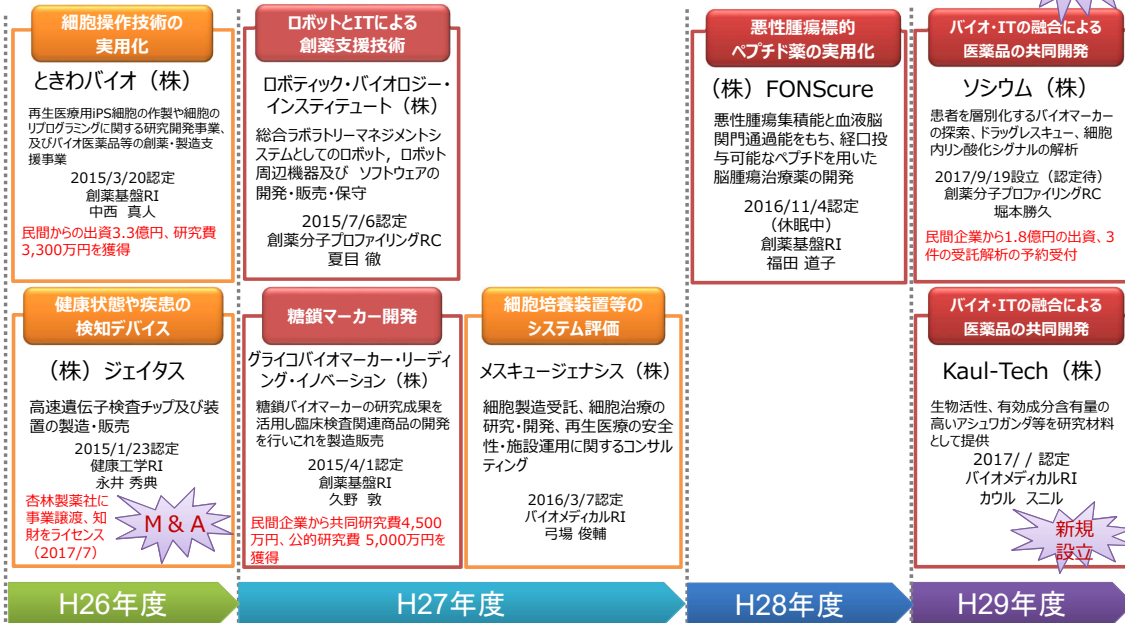 細胞操作技術の
実用化
ときわバイオ（株）
再生医療用iPS細胞の作製や細胞の
リプログラミングに関する研究開発事業、
及びバイオ医薬品等の創薬・製造支
援事業
2015/3/20認定
創薬基盤RI
中西 真人
民間からの出資3.3億円、研究費
3,300万円を獲得
ロボットとITによる
創薬支援技術
ロボティック・バイオロジー・
インスティテュート（株）
総合ラボラトリーマネジメントシ
ステムとしてのロボット，ロボット
周辺機器及び ソフトウェアの
開発・販売・保守
2015/7/6認定
創薬分子プロファイリングRC
夏目 徹
悪性腫瘍標的
ペプチド薬の実用化
（株）FONScure
悪性腫瘍集積能と血液脳
関門通過能をもち、経口投
与可能なペプチドを用いた
脳腫瘍治療薬の開発
2016/11/4認定
（休眠中）
創薬基盤RI
福田 道子
バイオ・ITの融合による
医薬品の共同開発
ソシウム（株）
患者を層別化するバイオマーカー
の探索、ドラッグレスキュー、細胞
内リン酸化シグナルの解析
2017/9/19設立（認定待）
創薬分子プロファイリングRC
堀本勝久
民間企業から1.8億円の出資、3
件の受託解析の予約受付
健康状態や疾患の
検知デバイス
（株）ジェイタス
高速遺伝子検査チップ及び装
置の製造・販売
2015/1/23認定
健康工学RI
永井 秀典
杏林製薬社に
事業譲渡、知
財をライセンス
（2017/7）
M & A
糖鎖マーカー開発
グライコバイオマーカー・リーディ
ング・イノベーション（株）
糖鎖バイオマーカーの研究成果を
活用し臨床検査関連商品の開発
を行いこれを製造販売
2015/4/1認定
創薬基盤RI
久野 敦
民間企業から共同研究費4,500
万円、公的研究費 5,000万円を
獲得
細胞培養装置等の
システム評価
メスキュージェナシス（株）
細胞製造受託、細胞治療の
研究・開発、再生医療の安全
性・施設運用に関するコンサル
ティング
2016/3/7認定
バイオメディカルRI
弓場 俊輔
バイオ・ITの融合による
医薬品の共同開発
Kaul-Tech（株）
生物活性、有効成分含有量の
高いアシュワガンダ等を研究材料
として提供
2017/ / 認定
バイオメディカルRI
カウル スニル
新規
設立
H26年度
H27年度
H28年度
H29年度